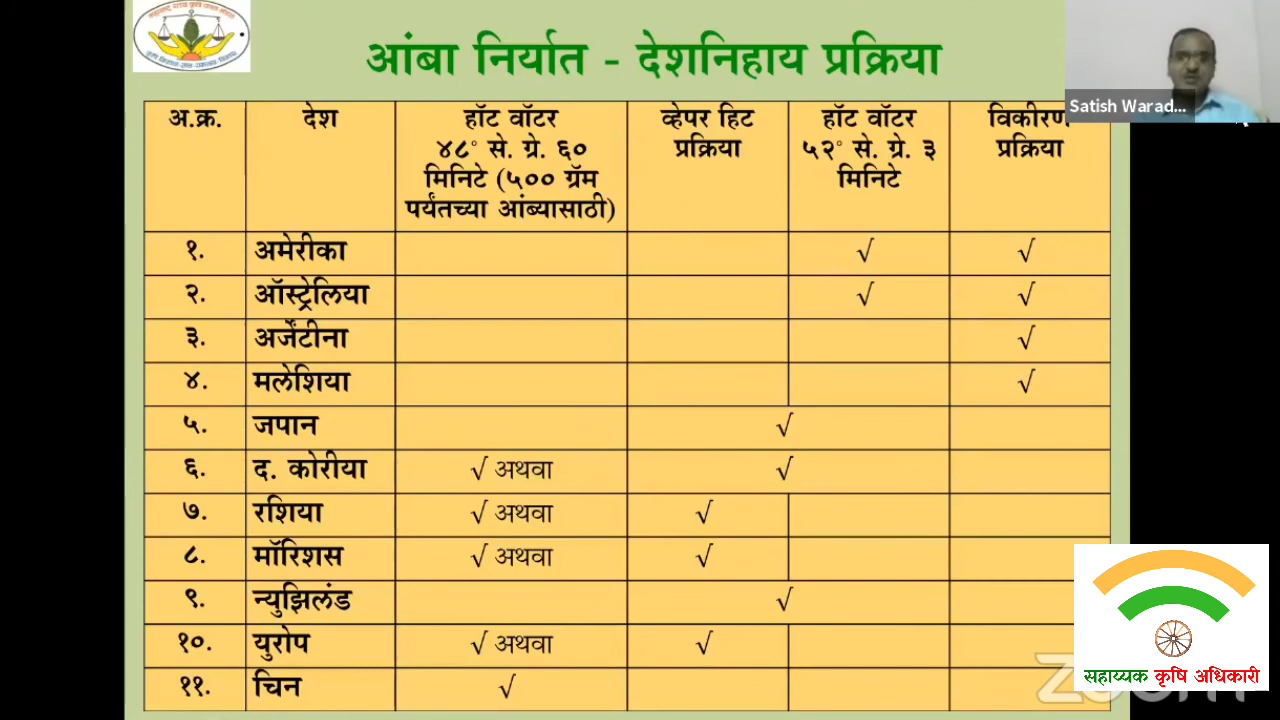 आंबा निर्यात - देशनिहाय प्रक्रिया
Satish Warad...
अ.क्र. देश हॉट वॉटर ४८° से. ग्रे. ६० मिनिटे (५०० ग्रॅम पर्यंतच्या आंब्यासाठी) व्हेपर हिट प्रक्रिया हॉट वॉटर ५२° से. ग्रे. ३ मिनिटे विकीरण प्रक्रिया
१. अमेरीका √ √
२. ऑस्ट्रेलिया √ √
३. अर्जेंटीना √
४. मलेशिया √
५. जपान √
६. द. कोरीया √ अथवा √
७. रशिया √ अथवा √
८. मॉरिशस √ अथवा √
९. न्युझिलंड √
१०. युरोप √ अथवा √
११. चिन √
सहाय्यक कृषि अधिकारी
zoom